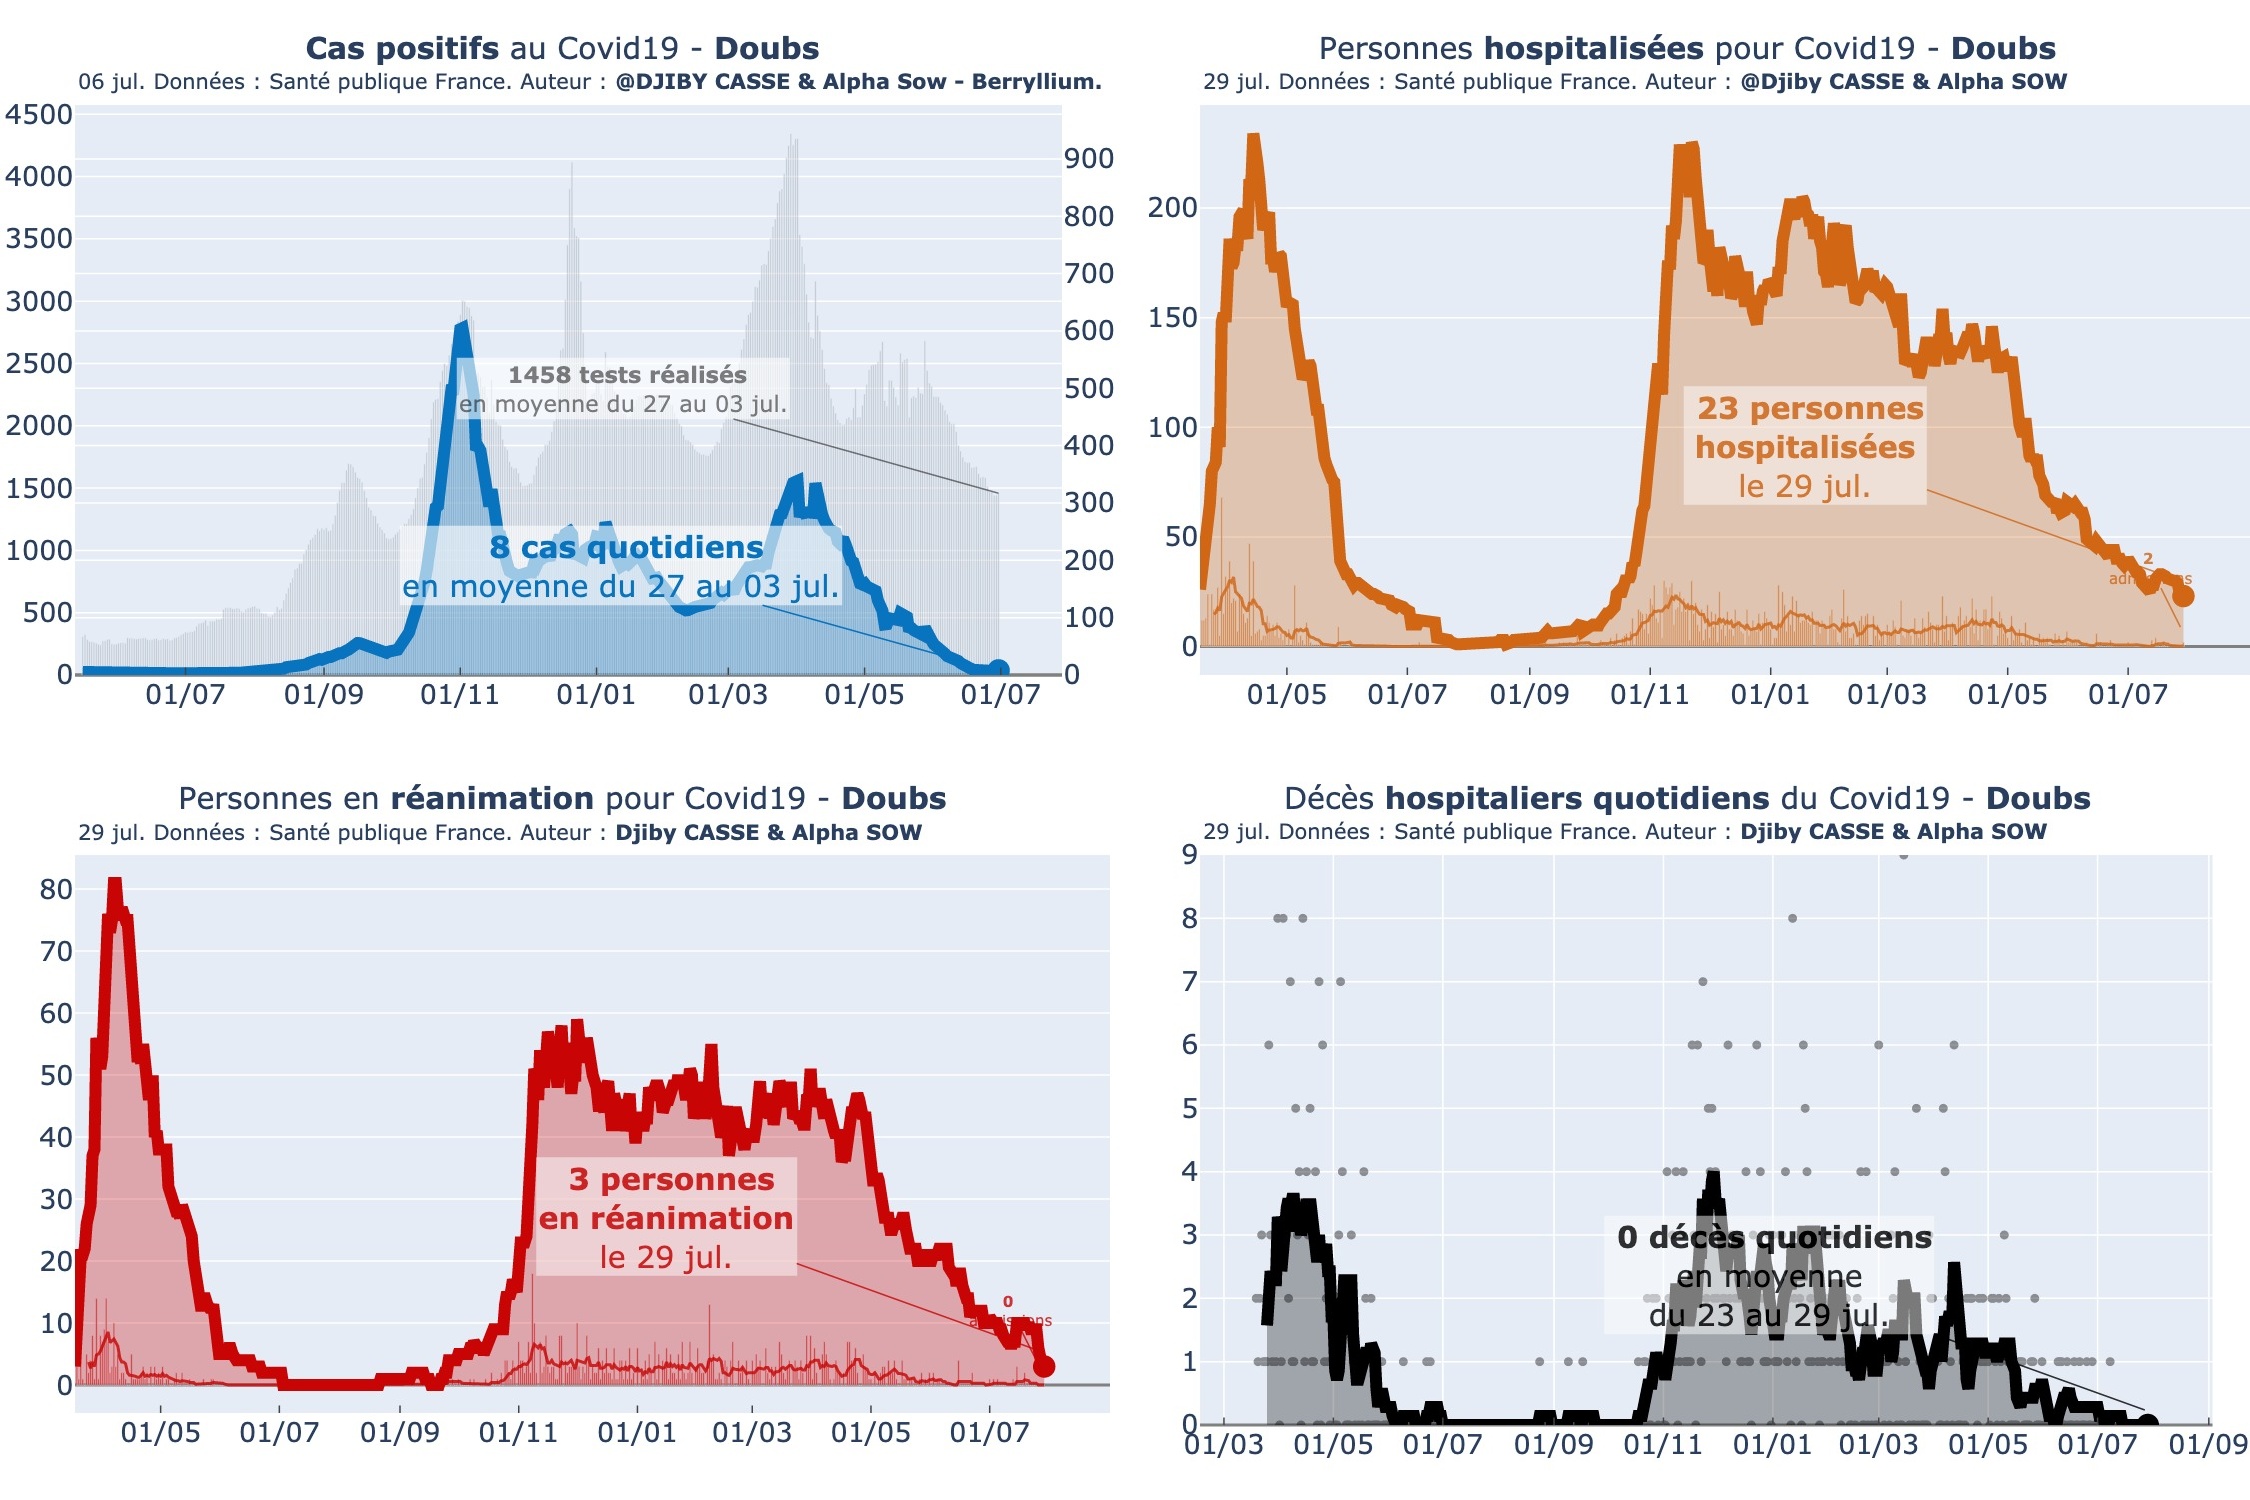 Cas positifs au Covid19 - Doubs
06 jul. Données : Santé publique France. Auteur : @DJIBY CASSE & Alpha Sow - Berryllium.
4500
4000
3500
3000
2500
2000
1500
1000
500
0
900
800
700
600
500
400
300
200
100
0
1458 tests réalisés
en moyenne du 27 au 03 jul.
8 cas quotidiens
en moyenne du 27 au 03 jul.
01/07 01/09 01/11 01/01 01/03 01/05 01/07
Personnes hospitalisées pour Covid19 - Doubs
29 jul. Données : Santé publique France. Auteur : @Djiby CASSE & Alpha SOW
200
150
100
50
0
23 personnes
hospitalisées
le 29 jul.
2
01/05 01/07 01/09 01/11 01/01 01/03 01/05 01/07
Personnes en réanimation pour Covid19 - Doubs
29 jul. Données : Santé publique France. Auteur : Djiby CASSE & Alpha SOW
80
70
60
50
40
30
20
10
0
3 personnes
en réanimation
le 29 jul.
0
01/05 01/07 01/09 01/11 01/01 01/03 01/05 01/07
Décès hospitaliers quotidiens du Covid19 - Doubs
29 jul. Données : Santé publique France. Auteur : Djiby CASSE & Alpha SOW
9
8
7
6
5
4
3
2
1
0
0 décès quotidiens
en moyenne
du 23 au 29 jul.
01/03 01/05 01/07 01/09 01/11 01/01 01/03 01/05 01/07 01/09